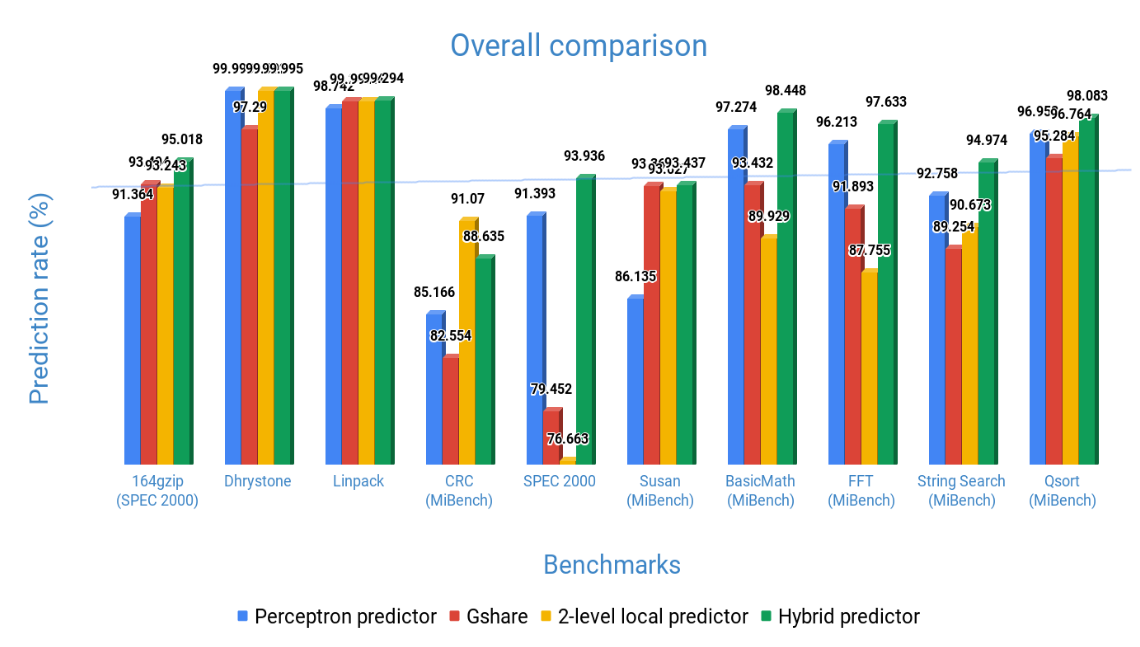 Overall comparison
Prediction rate (%)
91.364
93.243
95.018
97.29
98.742
85.166
82.554
91.07
88.635
91.393
79.452
76.663
93.936
86.135
93.437
97.274
93.432
89.929
98.448
96.213
91.893
87.755
97.633
92.758
89.254
90.673
94.974
95.284
96.764
98.083
164gzip
(SPEC 2000)
Dhrystone
Linpack
CRC
(MiBench)
SPEC 2000
Susan
(MiBench)
BasicMath
(MiBench)
FFT
(MiBench)
String Search
(MiBench)
Qsort
(MiBench)
Benchmarks
Perceptron predictor Gshare 2-level local predictor Hybrid predictor